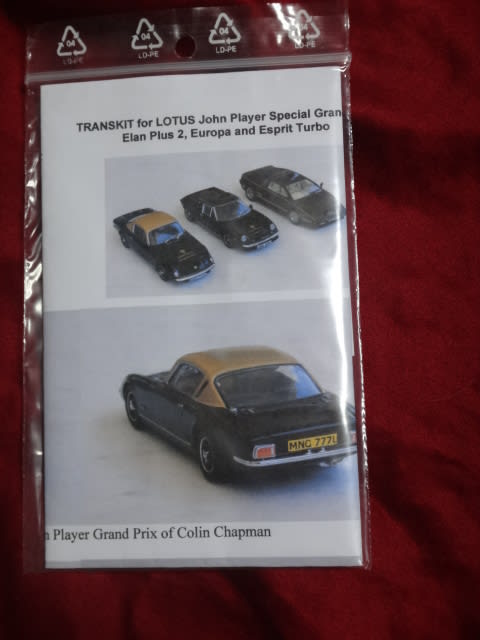 04 04 04 04
LD-PE LD-PE LD-PE LD-PE
TRANSKIT for LOTUS John Player Special Gran
Elan Plus 2, Europa and Esprit Turbo
MNG 777L
n Player Grand Prix of Colin Chapman